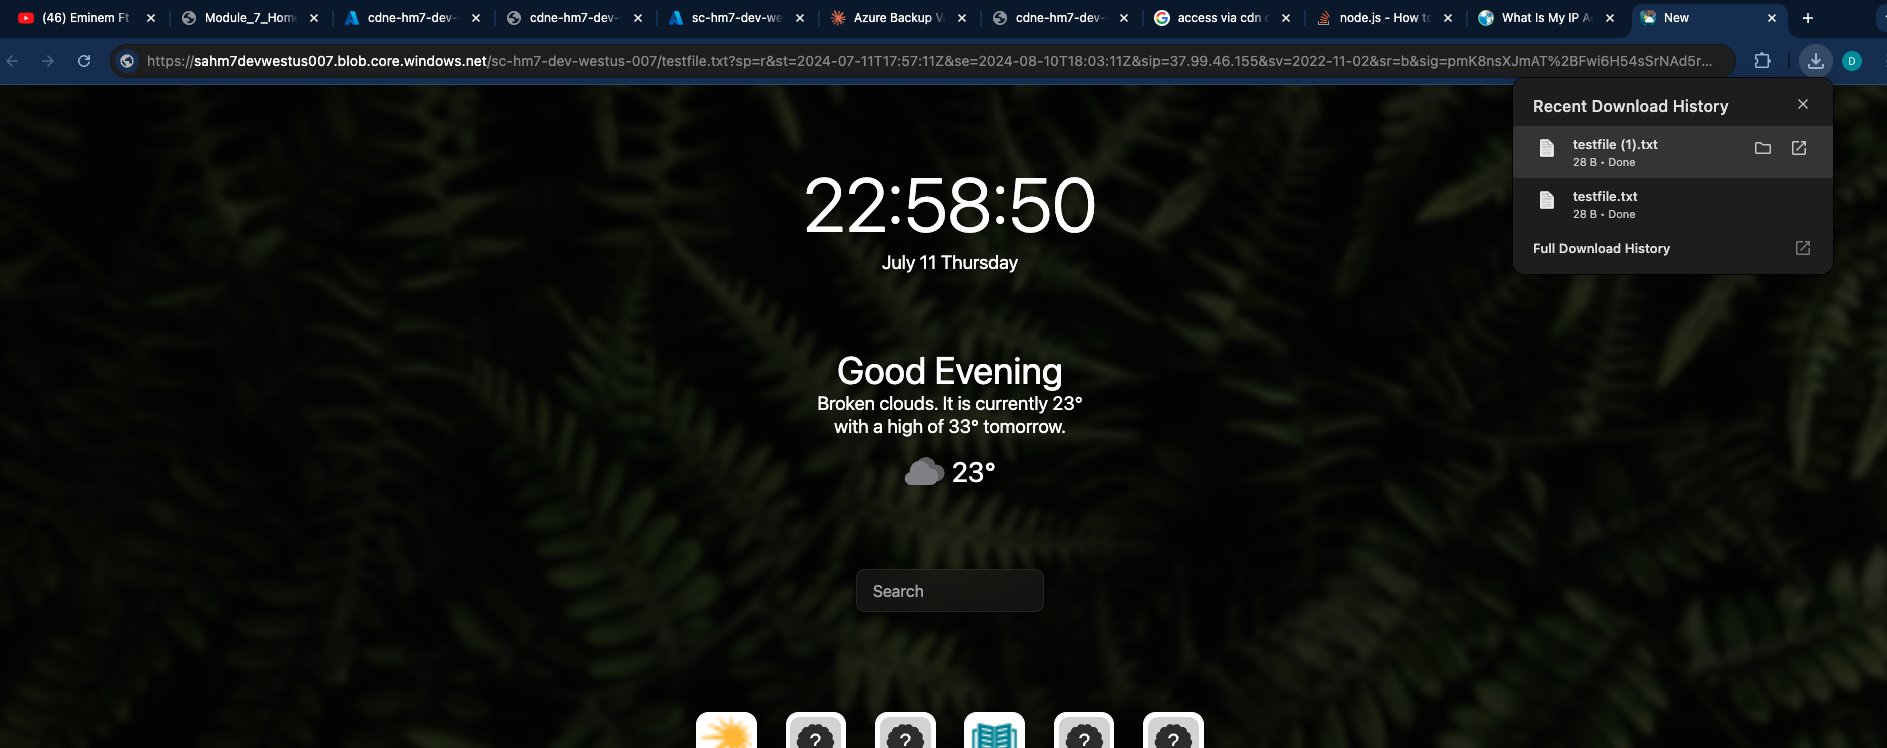 (46) Eminem Ft
Module_7_Hom
cdne-hm7-dev-
cdne-hm7-dev-
sc-hm7-dev-we
Azure Backup V
cdne-hm7-dev-
access via cdn
node.js - How to
What Is My IP A
New
https://sahm7devwestus007.blob.core.windows.net/sc-hm7-dev-westus-007/testfile.txt?sp=r&st=2024-07-11T17:57:11Z&se=2024-08-10T18:03:11Z&sip=37.99.46.155&sv=2022-11-02&sr=b&sig=pmK8nsXJmAT%2BFwi6H54sSrNAd5r...
D
Recent Download History
testfile (1).txt
28 B • Done
testfile.txt
28 B • Done
Full Download History
22:58:50
July 11 Thursday
Good Evening
Broken clouds. It is currently 23°
with a high of 33° tomorrow.
23°
Search
?
?
?
?